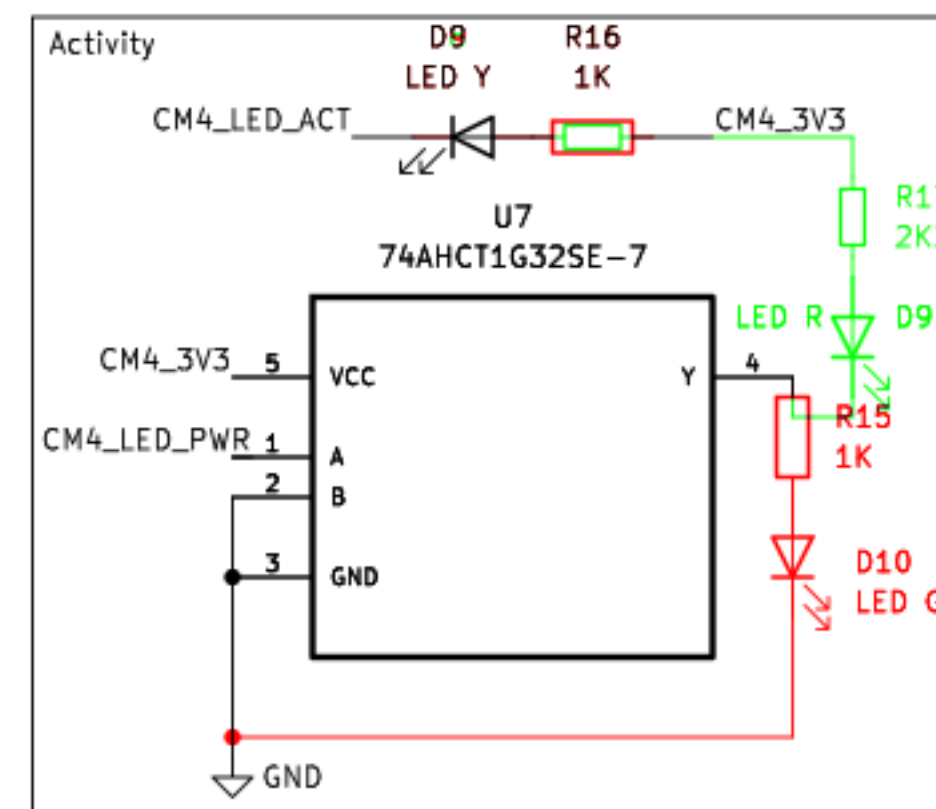 Activity
D9
R16
LED Y
1K
CM4_LED_ACT
CM4_3V3
U7
74AHCT1G32SE-7
LED R
D9
CM4_3V3
5
VCC
Y
4
CM4_LED_PWR
1
A
R15
1K
2
B
3
GND
D10
LED
GND